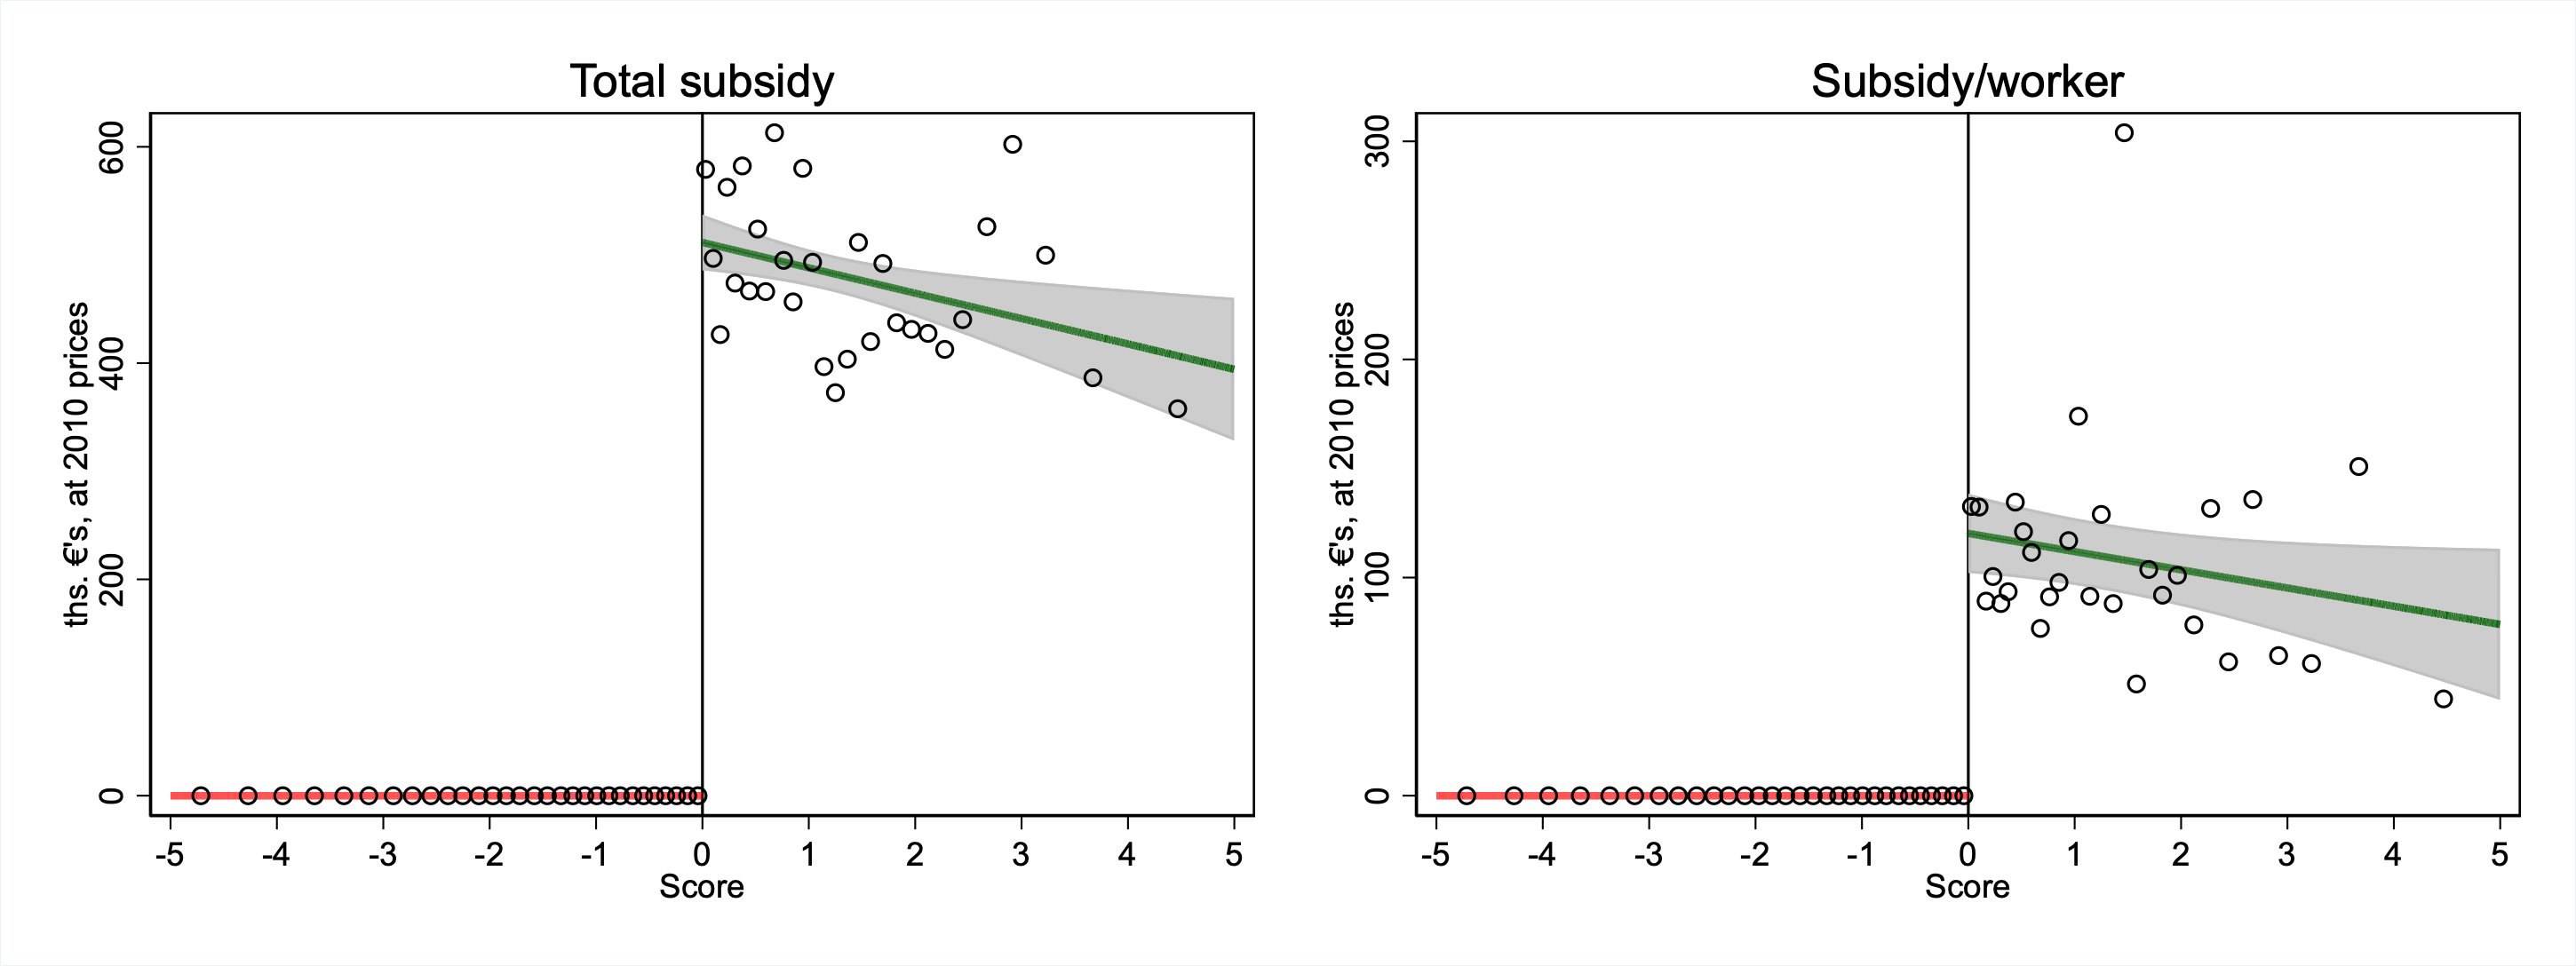 Total subsidy
ths. €'s, at 2010 prices
600
400
200
0
-5 -4 -3 -2 -1 0 1 2 3 4 5
Score
Subsidy/worker
ths. €'s, at 2010 prices
300
200
100
0
-5 -4 -3 -2 -1 0 1 2 3 4 5
Score